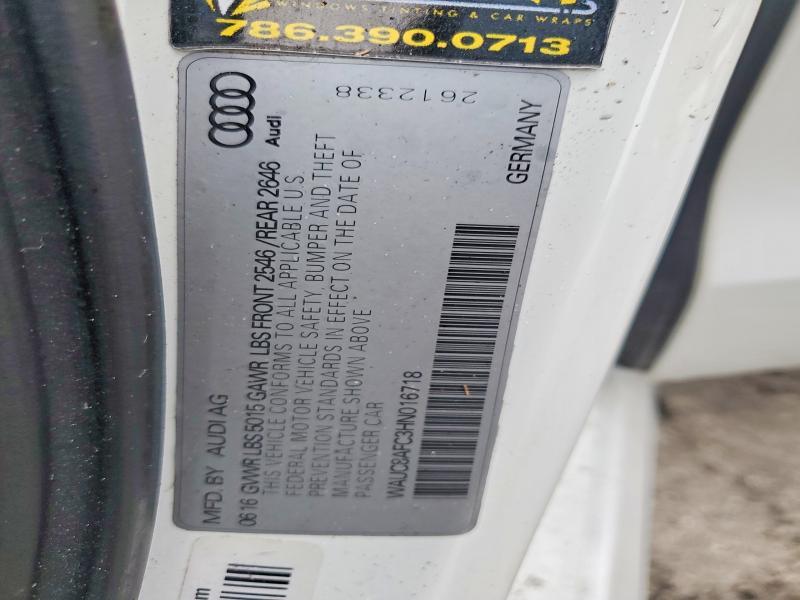 WINDOWS TINTING & CAR WRAPS
786.390.0713
Audi
2612338
MFD. BY AUDI AG
GERMANY
0616 GVWR LBS 5015 GAWR LBS FRONT 2546 / REAR 2646
THIS VEHICLE CONFORMS TO ALL APPLICABLE U.S.
FEDERAL MOTOR VEHICLE SAFETY, BUMPER AND THEFT
PREVENTION STANDARDS IN EFFECT ON THE DATE OF
MANUFACTURE SHOWN ABOVE
PASSENGER CAR
WAUC8AFC3HN016718